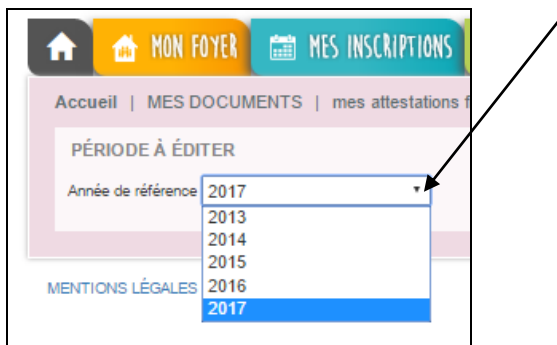 MON FOYER MES INSCRIPTIONS
Accueil | MES DOCUMENTS | mes attestations
PÉRIODE À ÉDITER
Année de référence 2017
2013
2014
2015
MENTIONS LÉGALES 2016
2017